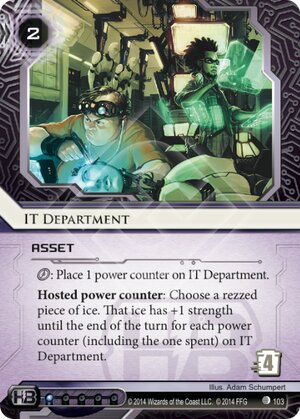 2
IT Department
ASSET
: Place 1 power counter on IT Department.
Hosted power counter: Choose a rezzed
piece of ice. That ice has +1 strength
until the end of the turn for each power
counter (including the one spent) on IT
Department.
4
Illus. Adam Schumpert
HB
© 2014 Wizards of the Coast LLC. © 2014 FFG
103